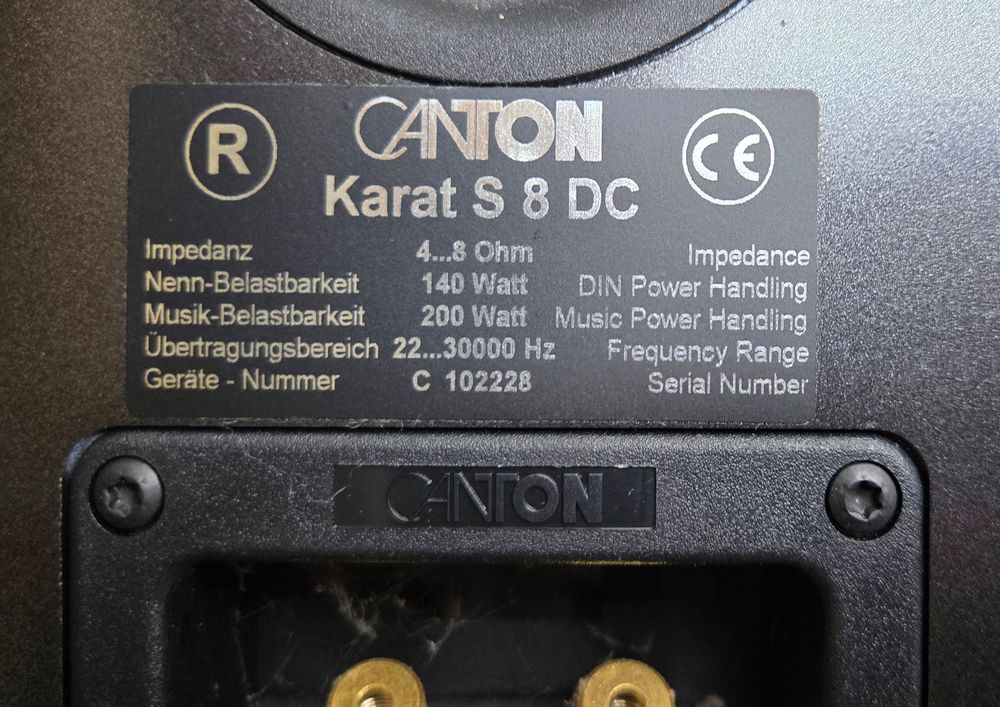 R CANTON CE
Karat S 8 DC
Impedanz 4...8 Ohm Impedance
Nenn-Belastbarkeit 140 Watt DIN Power Handling
Musik-Belastbarkeit 200 Watt Music Power Handling
Übertragungsbereich 22...30000 Hz Frequency Range
Geräte - Nummer C 102228 Serial Number
CANTON